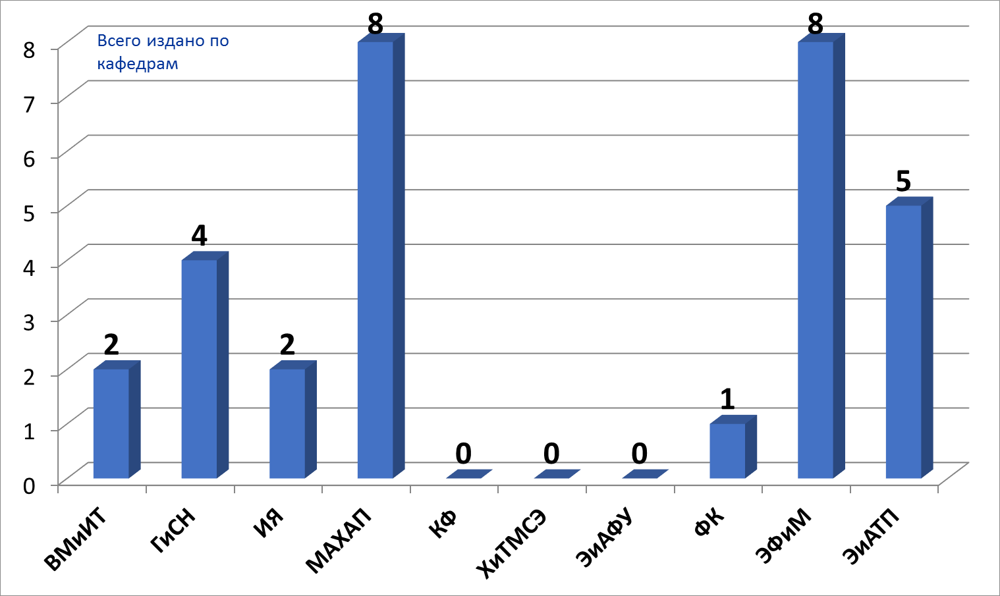 Всего издано по
кафедрам
8
7
6
5
4
3
2
1
0
2
4
2
8
0
0
0
1
8
5
ВМиИТ
ГиСН
ИЯ
МАХАП
КФ
ХиТМСЭ
ЭиАФУ
ФК
ЭФиМ
ЭиАТП